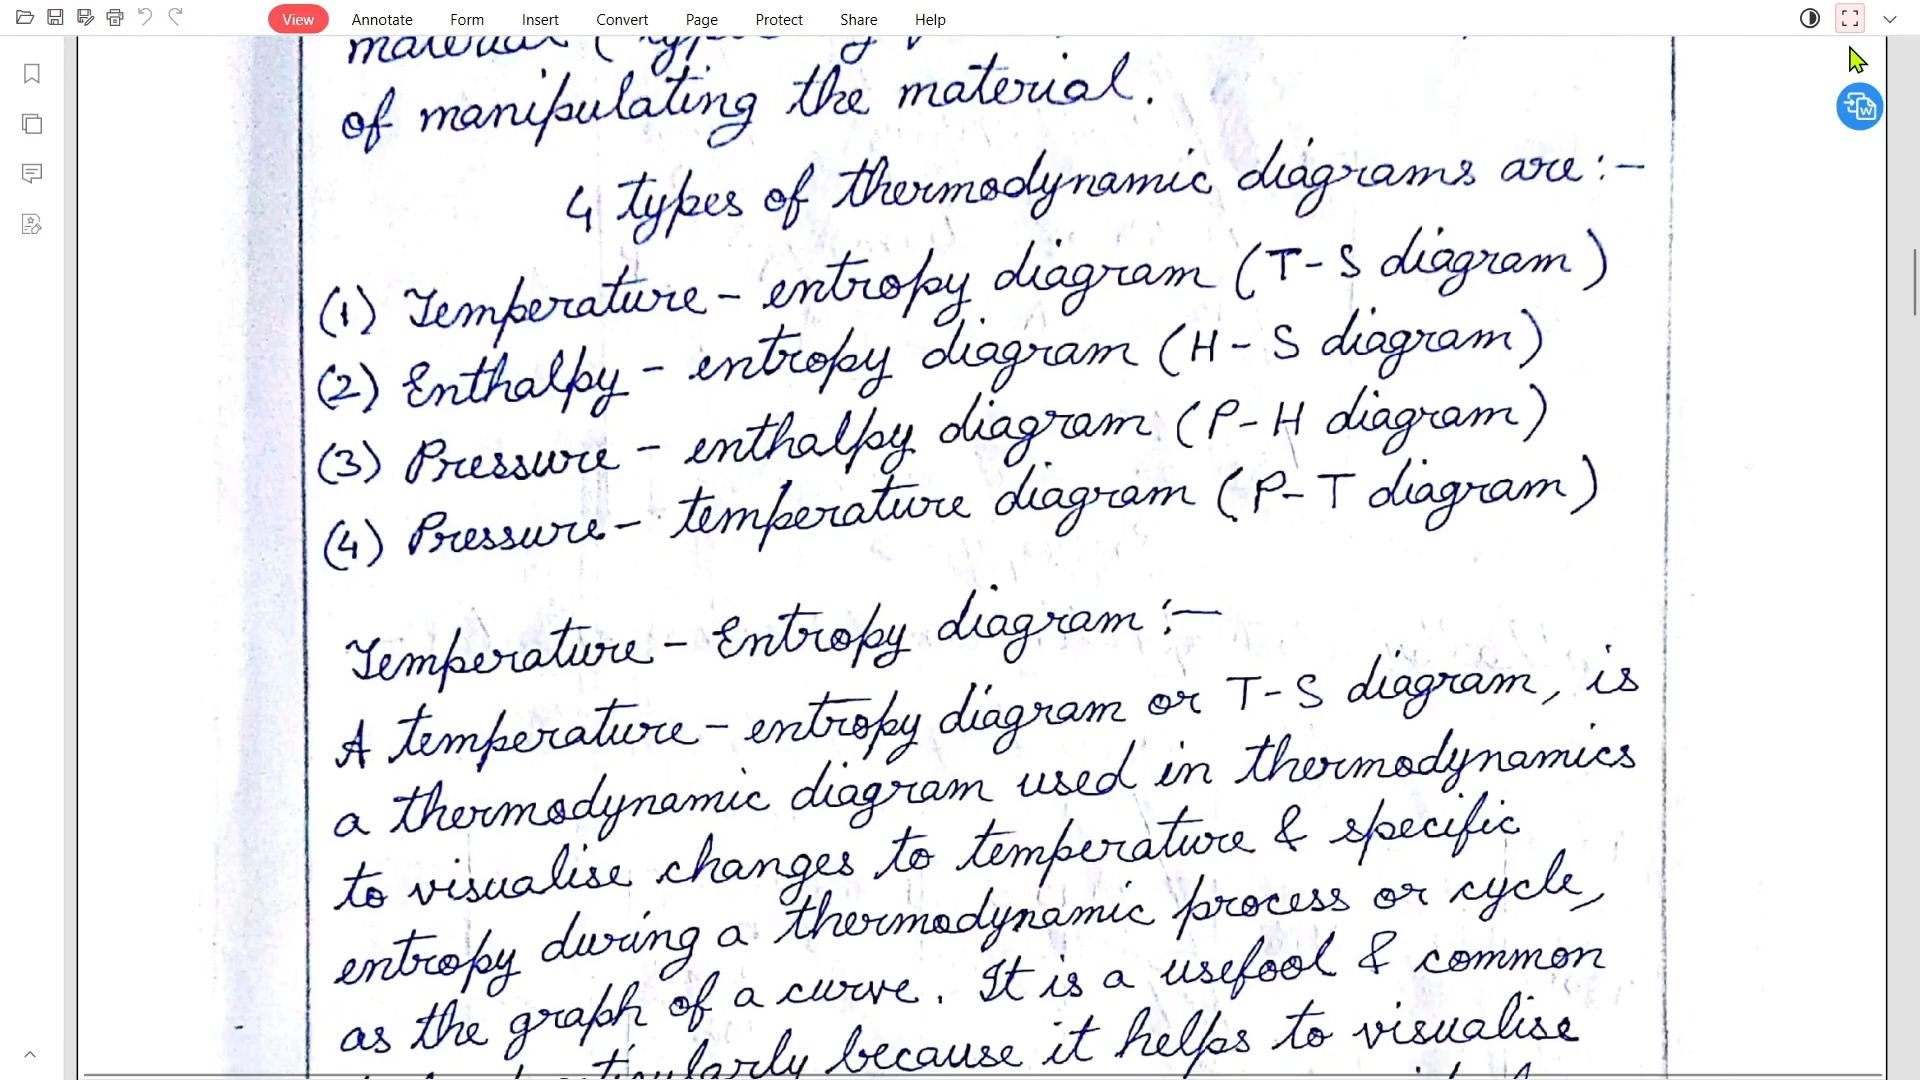 View Annotate Form Insert Convert Page Protect Share Help
material (types of
of manipulating the material.
4 types of thermodynamic diagrams are:-
(1) Temperature - entropy diagram (T-S diagram)
(2) Enthalpy - entropy diagram (H - S diagram)
(3) Pressure - enthalpy diagram (P-H diagram)
(4) Pressure - temperature diagram (P-T diagram)
Temperature - Entropy diagram :-
A temperature - entropy diagram or T-S diagram, is
a thermodynamic diagram used in thermodynamics
to visualise changes to temperature & specific
entropy during a thermodynamic process or cycle,
as the graph of a curve. It is a usefool & common
because it helps to visualise